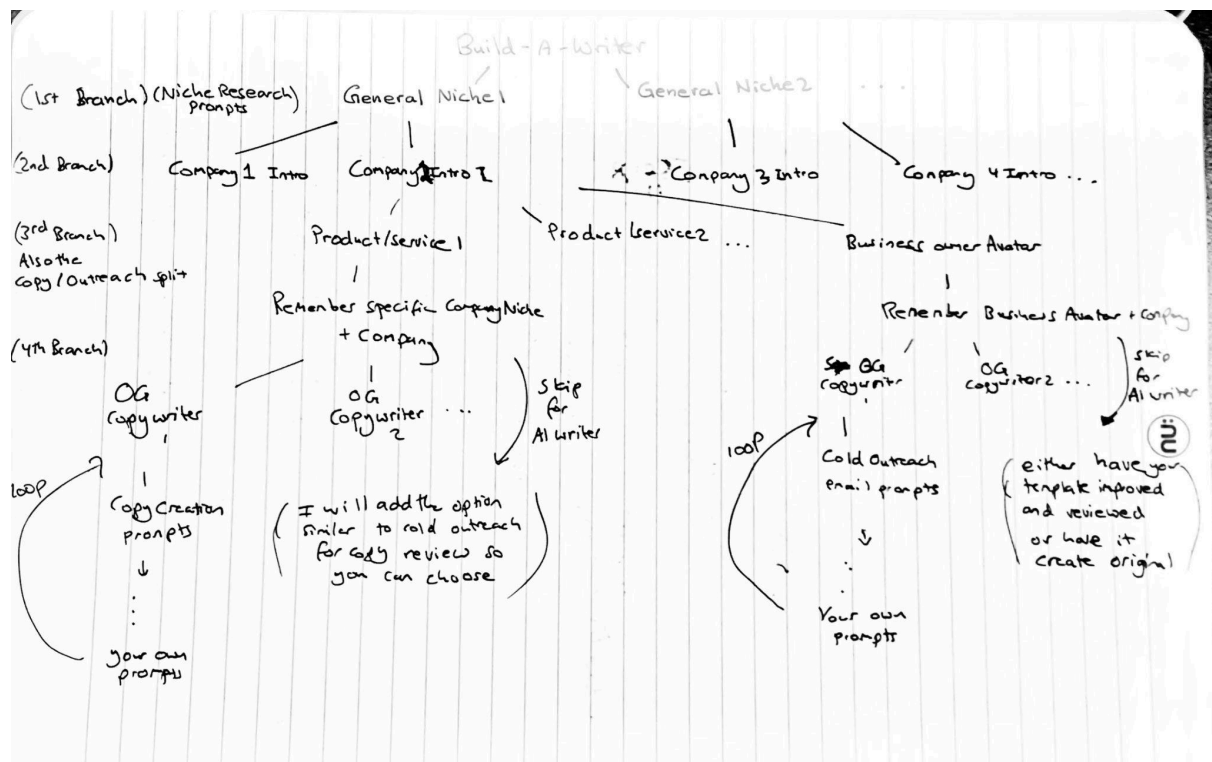 Build-A-Writer
(1st Branch) (Niche Research) General Niche 1 General Niche 2 ...
prompts
(2nd Branch) Company 1 Intro Company 2 Intro Company 3 Intro Company 4 Intro ...
(3rd Branch) Product/service 1 Product/service 2 ... Business owner Avatar
Also the
Copy/Outreach split
Remember specific Company Niche Remember Business Avatar + Company
+ Company
(4th Branch)
OG
Copywriter
1
OG
Copywriter
2
...
Skip
for
AI writer
OG
Copywriter
1
OG
Copywriter 2 ...
Skip
for
AI writer
loop
Copy Creation
prompts
(I will add the option
similar to cold outreach
for copy review so
you can choose)
your own
prompts
loop
Cold Outreach
email prompts
(either have your
template improved
and reviewed
or have it
create original)
Your own
prompts